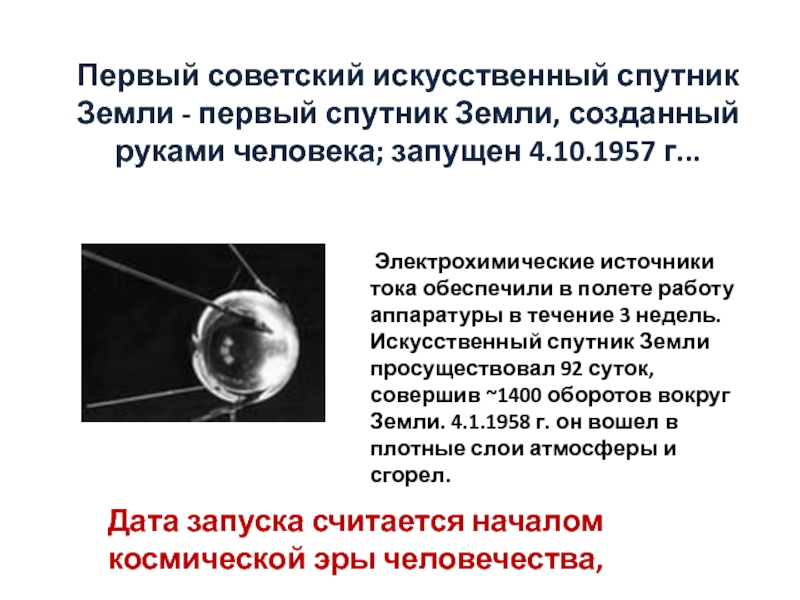 Первый советский искусственный спутник
Земли - первый спутник Земли, созданный
руками человека; запущен 4.10.1957 г...
Электрохимические источники
тока обеспечили в полете работу
аппаратуры в течение 3 недель.
Искусственный спутник Земли
просуществовал 92 суток,
совершив ~1400 оборотов вокруг
Земли. 4.1.1958 г. он вошел в
плотные слои атмосферы и
сгорел.
Дата запуска считается началом
космической эры человечества,